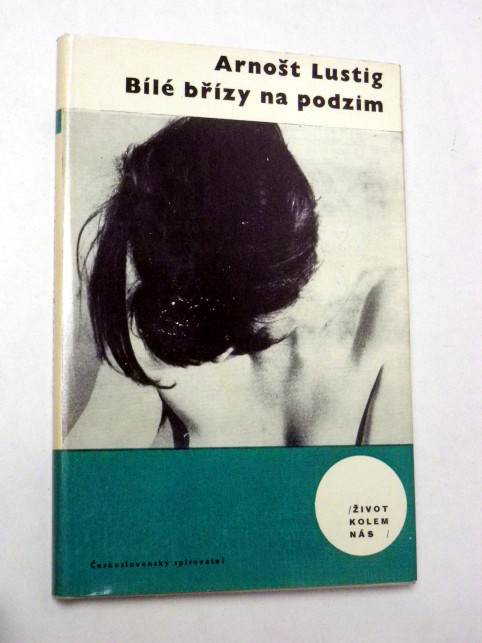 Arnošt Lustig
Bílé břízy na podzim
/ŽIVOT
KOLEM
NÁS /
Československý spisovatel